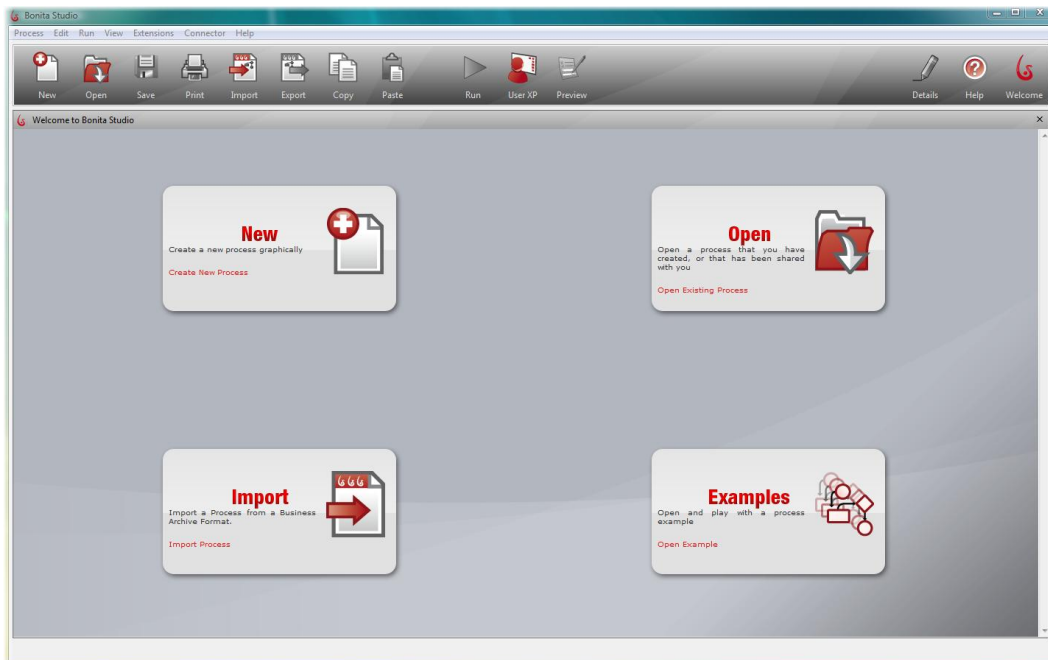 Bonita Studio
Process Edit Run View Extensions Connector Help
New Open Save Print Import Export Copy Paste Run User XP Preview Details Help Welcome
Welcome to Bonita Studio
New
Create a new process graphically
Create New Process
Open
Open a process that you have
created, or that has been shared
with you
Open Existing Process
Import
Import a Process from a Business
Archive Format.
Import Process
Examples
Open and play with a process
example
Open Example